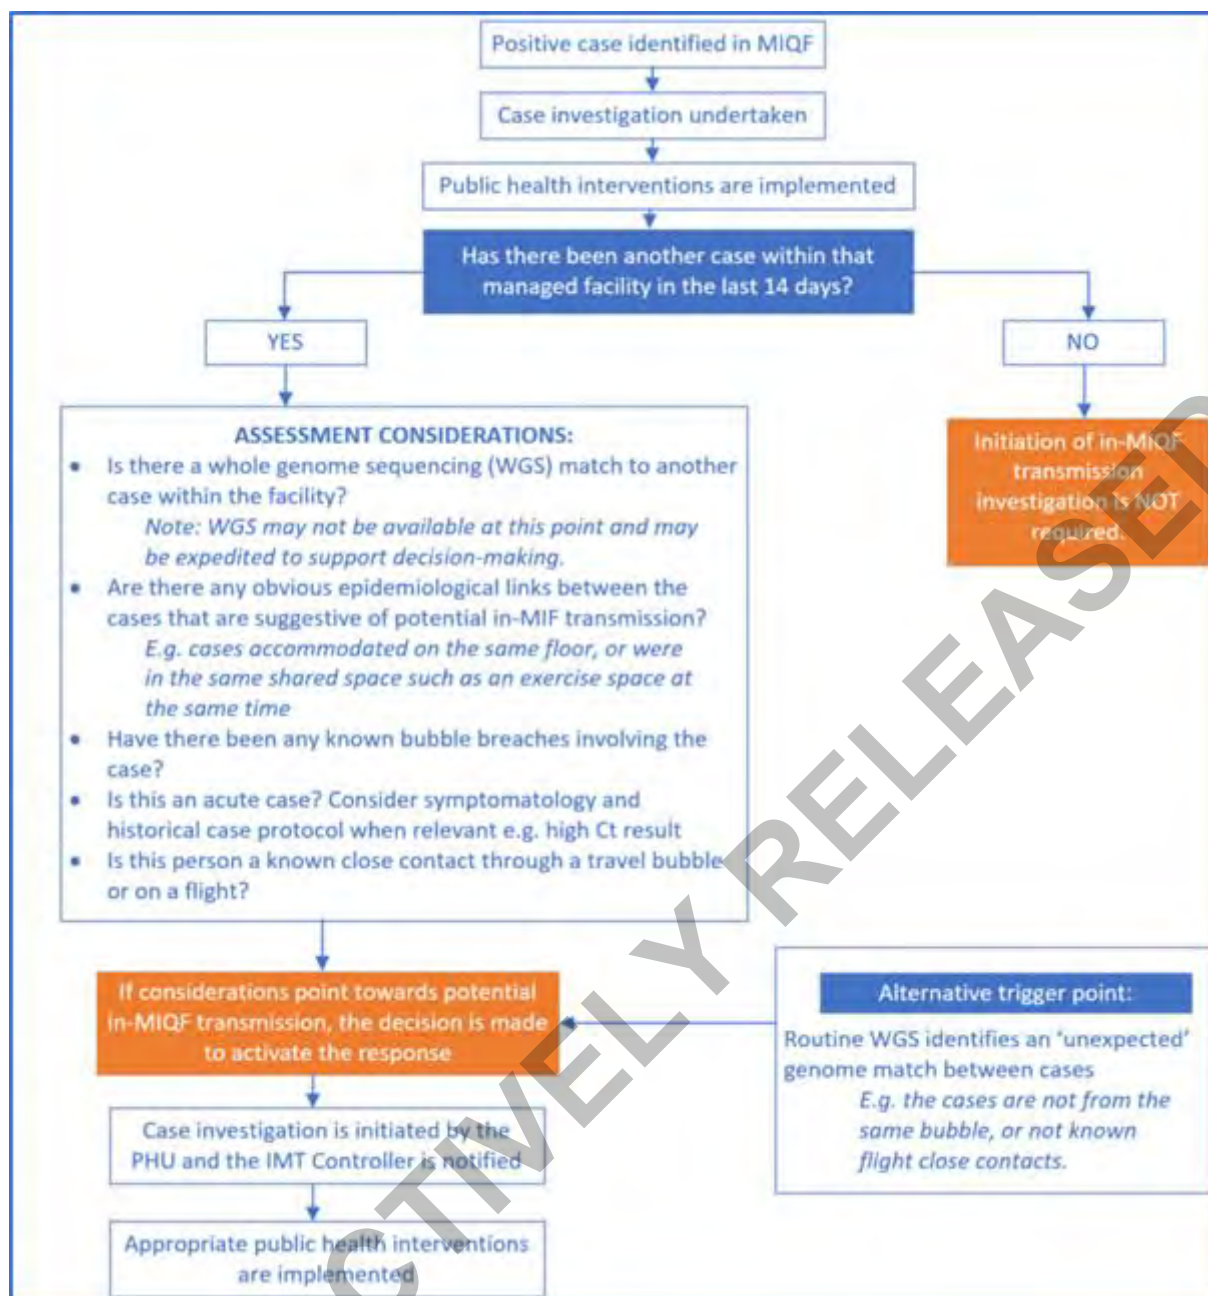 Positive case identified in MIQF
Case investigation undertaken
Public health interventions are implemented
Has there been another case within that
managed facility in the last 14 days?
YES
NO
ASSESSMENT CONSIDERATIONS:
• Is there a whole genome sequencing (WGS) match to another
case within the facility?
Note: WGS may not be available at this point and may
be expedited to support decision-making.
• Are there any obvious epidemiological links between the
cases that are suggestive of potential in-MIF transmission?
E.g. cases accommodated on the same floor, or were
in the same shared space such as an exercise space at
the same time
• Have there been any known bubble breaches involving the
case?
• Is this an acute case? Consider symptomatology and
historical case protocol when relevant e.g. high Ct result
• Is this person a known close contact through a travel bubble
or on a flight?
Initiation of in-MIQF
transmission
investigation is NOT
required.
If considerations point towards potential
in-MIQF transmission, the decision is made
to activate the response
Alternative trigger point:
Routine WGS identifies an ‘unexpected’
genome match between cases
E.g. the cases are not from the
same bubble, or not known
flight close contacts.
Case investigation is initiated by the
PHU and the IMT Controller is notified
Appropriate public health interventions
are implemented
CTIVELY RELEASED